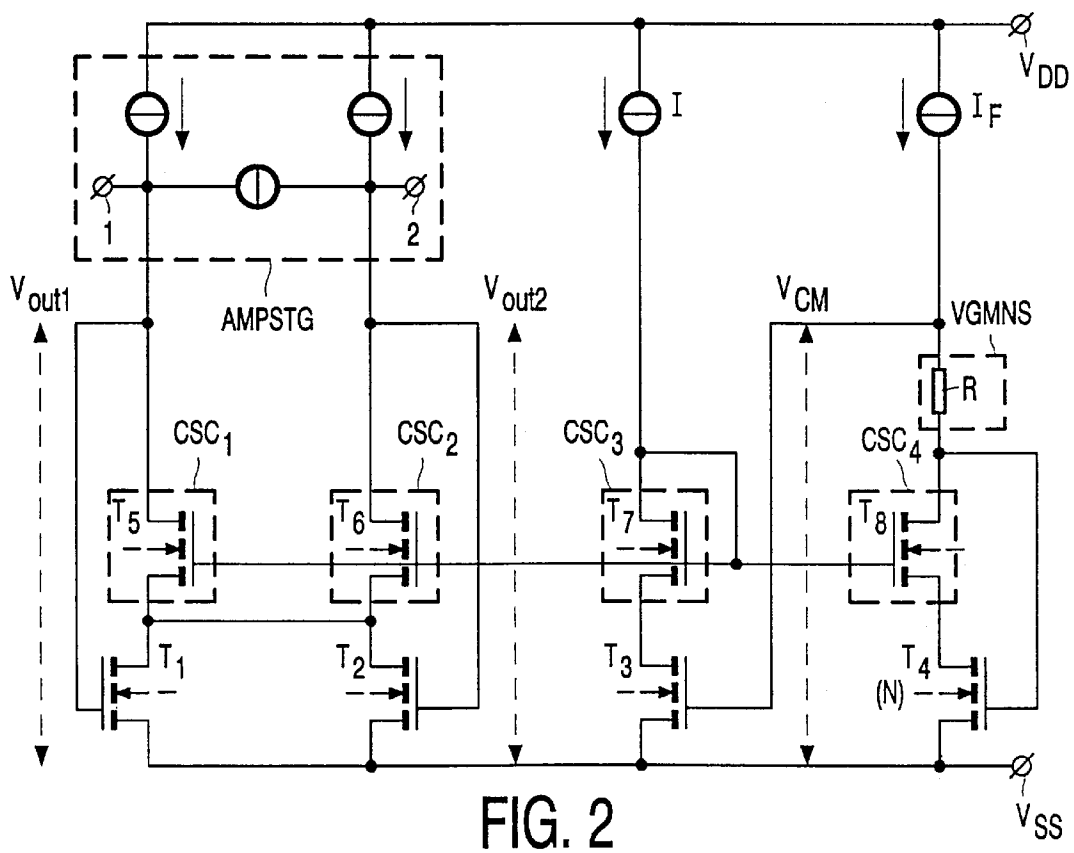 V_DD
I
I_F
1
2
V_out1
AMPSTG
V_out2
V_CM
VGMNS
R
CSC_1
CSC_2
CSC_3
CSC_4
T_5
T_6
T_7
T_8
T_1
T_2
T_3
T_4
(N)
V_SS
FIG. 2